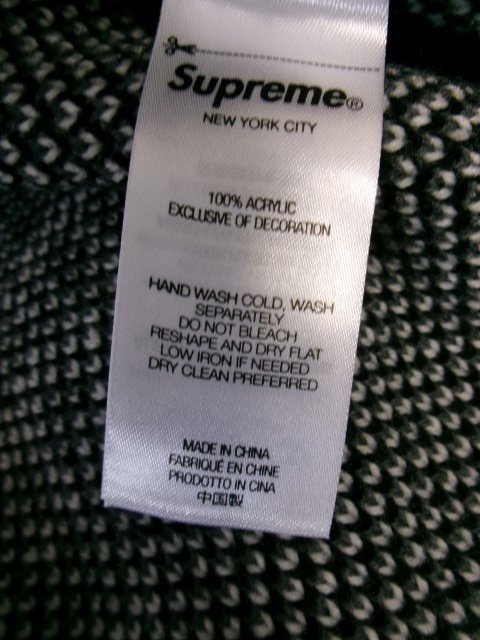 Supreme®
NEW YORK CITY
100% ACRYLIC
EXCLUSIVE OF DECORATION
HAND WASH COLD, WASH
SEPARATELY
DO NOT BLEACH
RESHAPE AND DRY FLAT
LOW IRON IF NEEDED
DRY CLEAN PREFERRED
MADE IN CHINA
FABRIQUÉ EN CHINE
PRODOTTO IN CINA
中国製